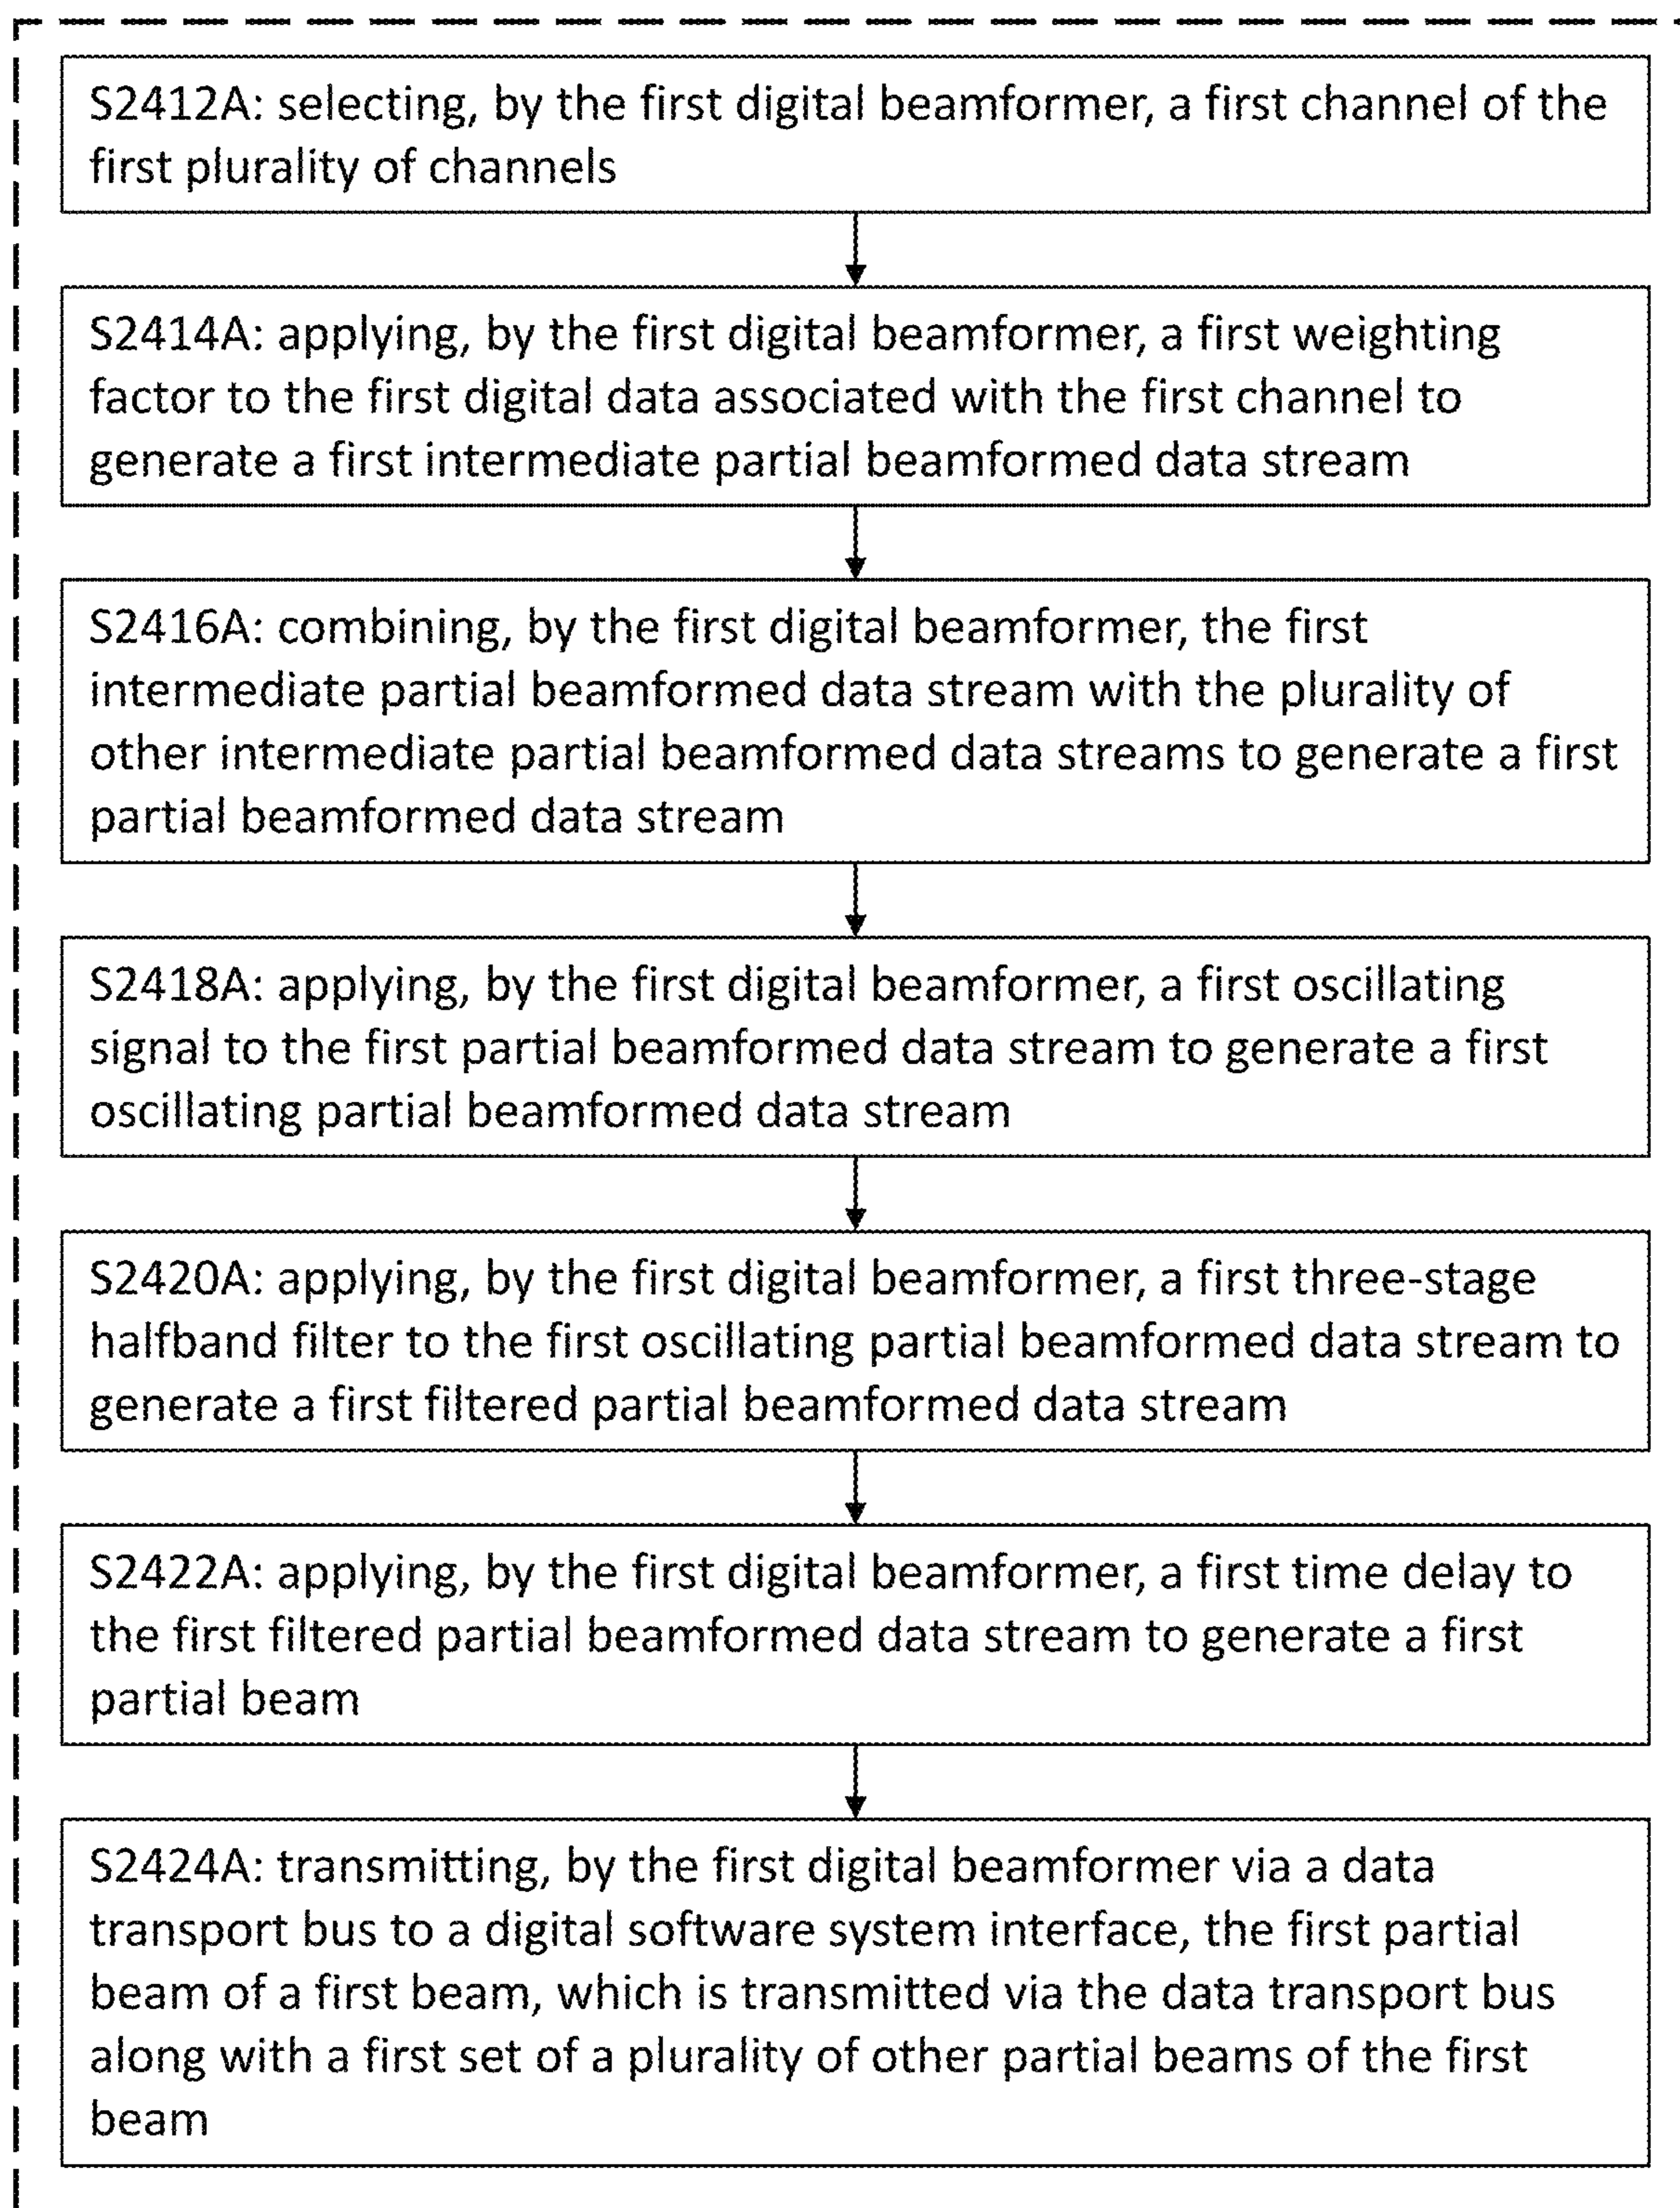 S2412A: selecting, by the first digital beamformer, a first channel of the
first plurality of channels
S2414A: applying, by the first digital beamformer, a first weighting
factor to the first digital data associated with the first channel to
generate a first intermediate partial beamformed data stream
S2416A: combining, by the first digital beamformer, the first
intermediate partial beamformed data stream with the plurality of
other intermediate partial beamformed data streams to generate a first
partial beamformed data stream
S2418A: applying, by the first digital beamformer, a first oscillating
signal to the first partial beamformed data stream to generate a first
oscillating partial beamformed data stream
S2420A: applying, by the first digital beamformer, a first three-stage
halfband filter to the first oscillating partial beamformed data stream to
generate a first filtered partial beamformed data stream
S2422A: applying, by the first digital beamformer, a first time delay to
the first filtered partial beamformed data stream to generate a first
partial beam
S2424A: transmitting, by the first digital beamformer via a data
transport bus to a digital software system interface, the first partial
beam of a first beam, which is transmitted via the data transport bus
along with a first set of a plurality of other partial beams of the first
beam